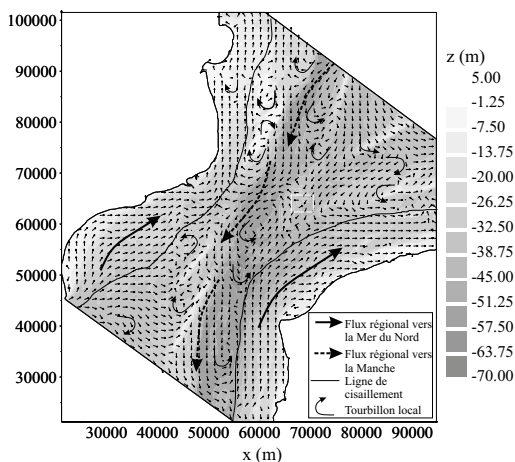 100000
90000
80000
70000
60000
50000
40000
30000
30000 40000 50000 60000 70000 80000 90000
x (m)
z (m)
5.00
-1.25
-7.50
-13.75
-20.00
-26.25
-32.50
-38.75
-45.00
-51.25
-57.50
-63.75
-70.00
Flux régional vers
la Mer du Nord
Flux régional vers
la Manche
Ligne de
cisaillement
Tourbillon local